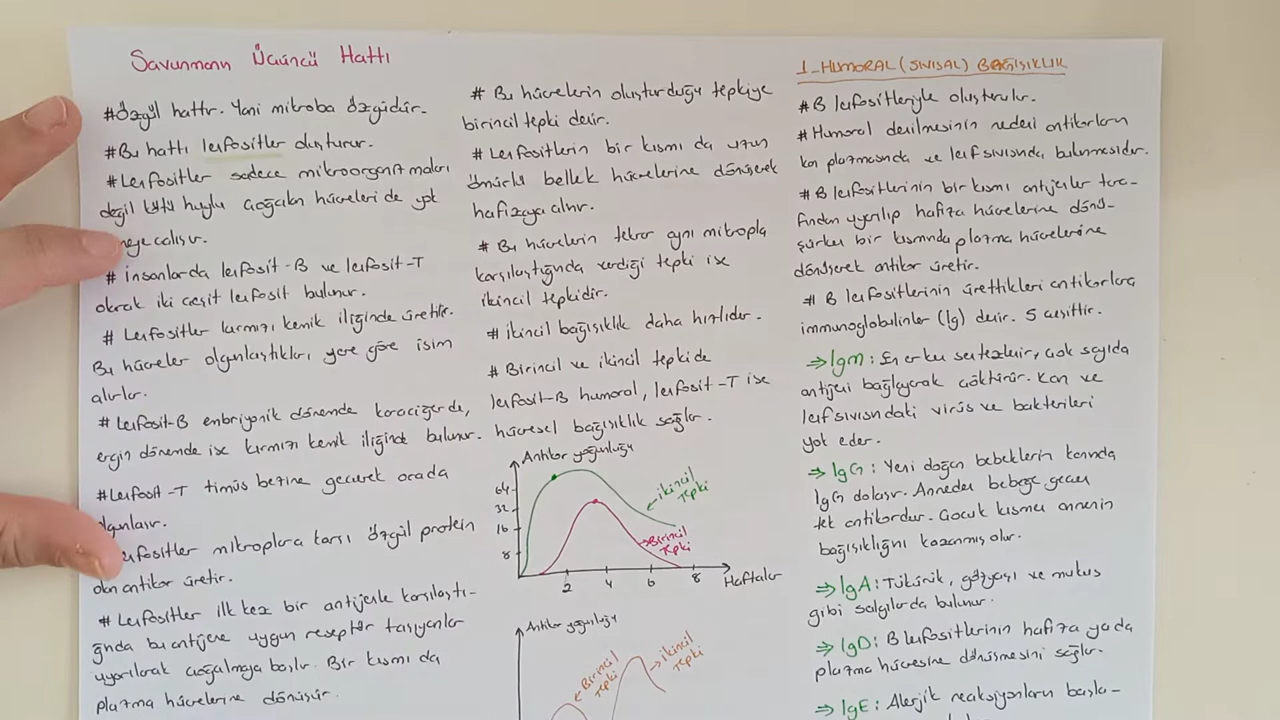 Savunmanın Üçüncü Hattı
#Özgül hattır. Yani mikroba özgüdür.
#Bu hattı lenfositler oluşturur.
#Lenfositler sadece mikroorganizmaları
değil kötü huylu çoğalan hücreleri de yok
meye çalışır.
# İnsanlarda lenfosit-B ve lenfosit-T
olarak iki çeşit lenfosit bulunur.
# Lenfositler kırmızı kemik iliğinde üretilir.
Bu hücreler olgunlaştıkları yere göre isim
alırlar.
# Lenfosit-B embriyonik dönemde karaciğerde,
ergin dönemde ise kırmızı kemik iliğinde bulunur.
#Lenfosit-T timüs bezine geçerek orada
olgunlaşır.
Lenfositler mikroplara karşı özgül protein
olan antikor üretir.
# Lenfositler ilk kez bir antijenle karşılaştı-
ğında bu antijene uygun reseptör taşıyanlar
uyarılarak çoğalmaya başlar. Bir kısmı da
plazma hücrelerine dönüşür.
# Bu hücrelerin oluşturduğu tepkiye
birincil tepki denir.
# Lenfositlerin bir kısmı da uzun
ömürlü bellek hücrelerine dönüşerek
hafızaya alınır.
# Bu hücrelerin tekrar aynı mikropla
karşılaştığında verdiği tepki ise
ikincil tepkidir.
# İkincil bağışıklık daha hızlıdır.
# Birincil ve ikincil tepkide
lenfosit-B humoral, lenfosit-T ise
hücresel bağışıklık sağlar.
Antikor yoğunluğu
64
32
16
8
2 4 6 8
Haftalar
İkincil
Tepki
Birincil
Tepki
Antikor yoğunluğu
Birincil
Tepki
İkincil
Tepki
1-HUMORAL (SIVISAL) BAĞIŞIKLIK
#B lenfositleriyle oluşturulur.
#Humoral denilmesinin nedeni antikorların
kan plazmasında ve lenf sıvısında bulunmasıdır.
#B lenfositlerinin bir kısmı antijenler tara-
fından uyarılıp hafıza hücrelerine dönü-
şürken bir kısmında plazma hücrelerine
dönüşerek antikor üretir.
# B lenfositlerinin ürettikleri antikorlara
immunoglobulinler (Ig) denir. 5 çeşittir.
⇒IgM: En erken sentezlenir, çok sayıda
antijeni bağlayarak çöktürür. Kan ve
lenf sıvısındaki virüs ve bakterileri
yok eder.
⇒IgG: Yeni doğan bebeklerin kanında
IgG dolaşır. Anneden bebeğe geçen
tek antikordur. Çocuk kısmen annenin
bağışıklığını kazanmış olur.
⇒IgA: Tükürük, gözyaşı ve mukus
gibi salgılarda bulunur.
⇒IgD: B lenfositlerinin hafıza yada
plazma hücresine dönüşmesini sağlar.
⇒IgE: Alerjik reaksiyonların başla-